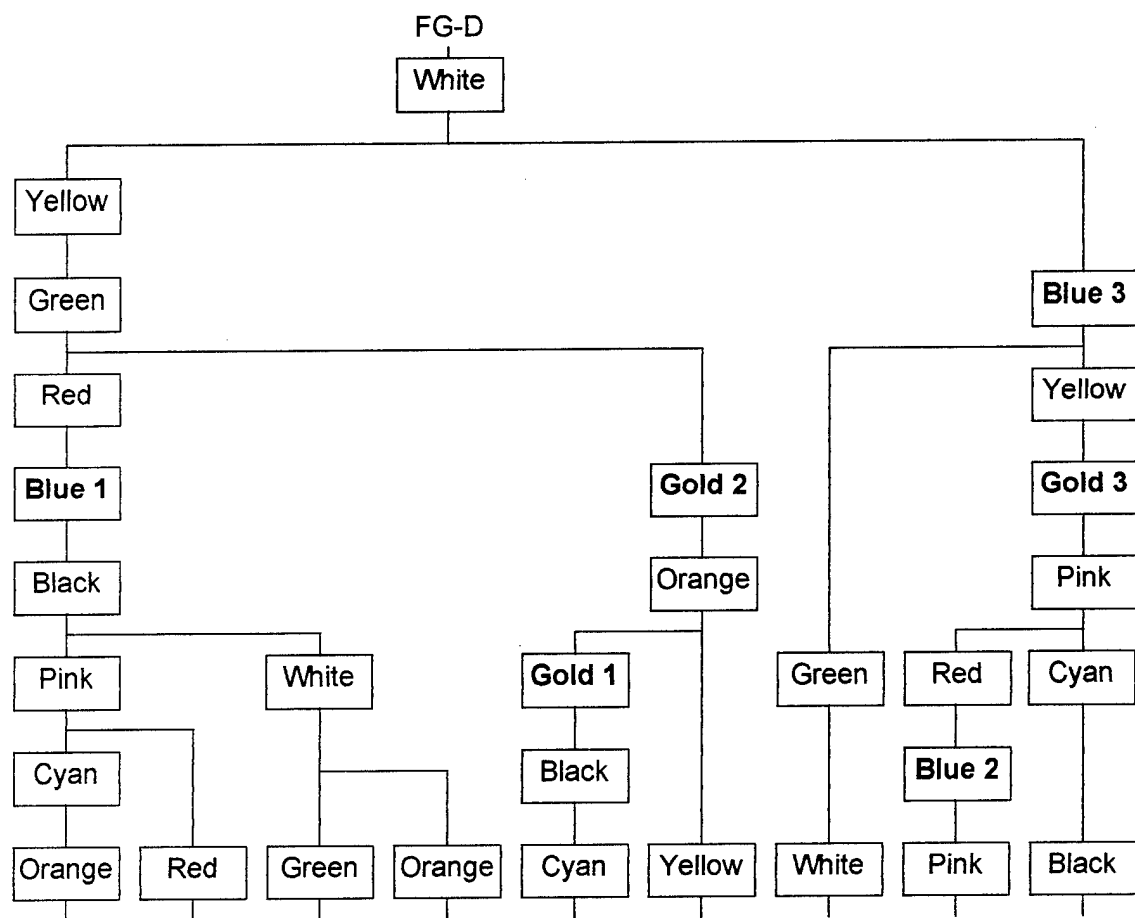 FG-D
White
Yellow
Green
Blue 3
Red
Yellow
Blue 1
Gold 2
Gold 3
Black
Orange
Pink
Pink
White
Gold 1
Green
Red
Cyan
Cyan
Black
Blue 2
Orange
Red
Green
Orange
Cyan
Yellow
White
Pink
Black